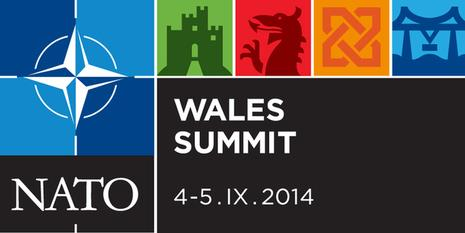 WALES
SUMMIT
NATO
4-5.IX.2014